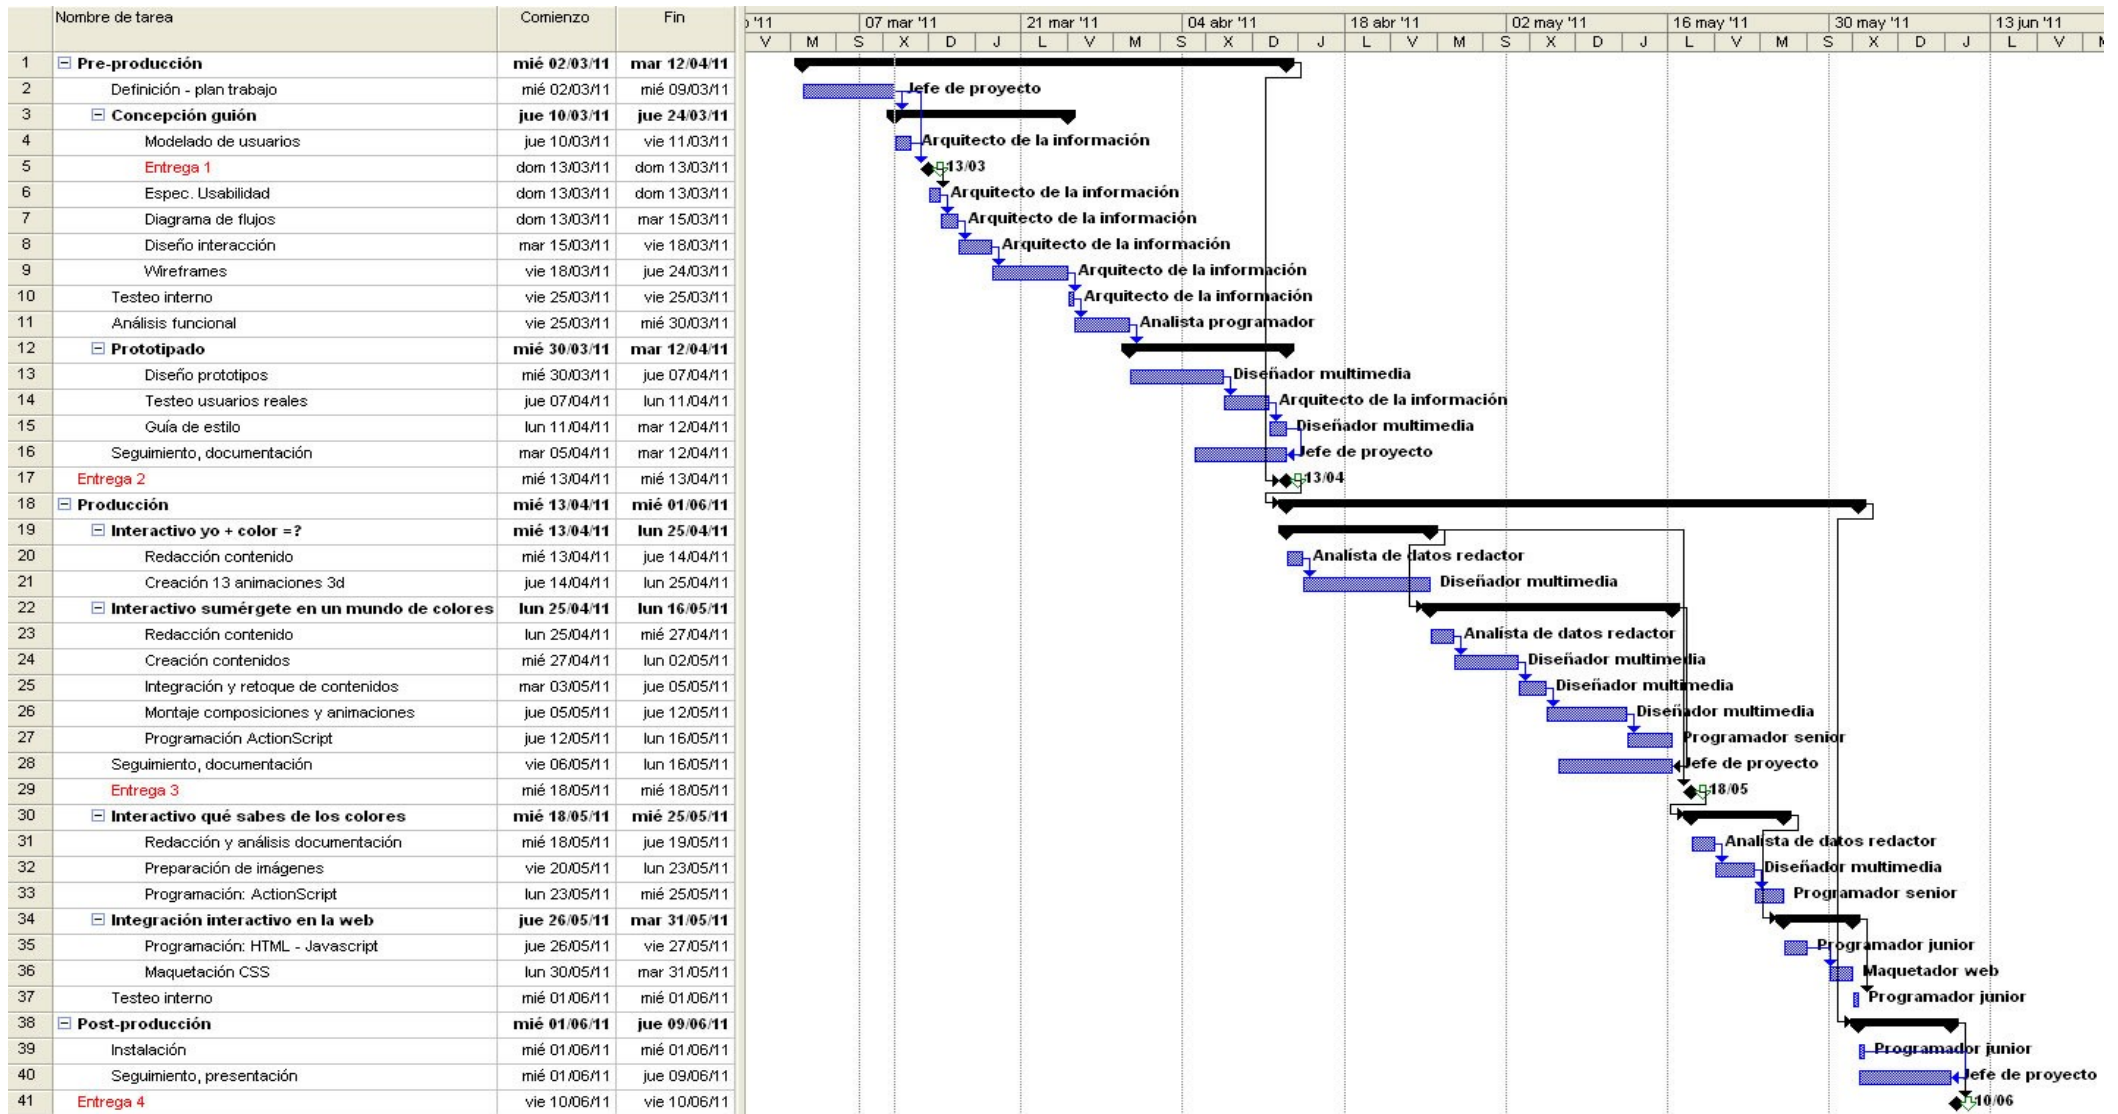 Nombre de tarea Comienzo Fin '11 07 mar '11 21 mar '11 04 abr '11 18 abr '11 02 may '11 16 may '11 30 may '11 13 jun '11
V M S X D J L V M S X D J L V M S X D J L V M S X D J L V
1 Pre-producción mié 02/03/11 mar 12/04/11
2 Definición - plan trabajo mié 02/03/11 mié 09/03/11 Jefe de proyecto
3 Concepción guión jue 10/03/11 jue 24/03/11
4 Modelado de usuarios jue 10/03/11 vie 11/03/11 Arquitecto de la información
5 Entrega 1 dom 13/03/11 dom 13/03/11 13/03
6 Espec. Usabilidad dom 13/03/11 dom 13/03/11 Arquitecto de la información
7 Diagrama de flujos dom 13/03/11 mar 15/03/11 Arquitecto de la información
8 Diseño interacción mar 15/03/11 vie 18/03/11 Arquitecto de la información
9 Wireframes vie 18/03/11 jue 24/03/11 Arquitecto de la información
10 Testeo interno vie 25/03/11 vie 25/03/11 Arquitecto de la información
11 Análisis funcional vie 25/03/11 mié 30/03/11 Analista programador
12 Prototipado mié 30/03/11 mar 12/04/11
13 Diseño prototipos mié 30/03/11 jue 07/04/11 Diseñador multimedia
14 Testeo usuarios reales jue 07/04/11 lun 11/04/11 Arquitecto de la información
15 Guía de estilo lun 11/04/11 mar 12/04/11 Diseñador multimedia
16 Seguimiento, documentación mar 05/04/11 mar 12/04/11 Jefe de proyecto
17 Entrega 2 mié 13/04/11 mié 13/04/11 13/04
18 Producción mié 13/04/11 mié 01/06/11
19 Interactivo yo + color =? mié 13/04/11 lun 25/04/11
20 Redacción contenido mié 13/04/11 jue 14/04/11 Analísta de datos redactor
21 Creación 13 animaciones 3d jue 14/04/11 lun 25/04/11 Diseñador multimedia
22 Interactivo sumérgete en un mundo de colores lun 25/04/11 lun 16/05/11
23 Redacción contenido lun 25/04/11 mié 27/04/11 Analísta de datos redactor
24 Creación contenidos mié 27/04/11 lun 02/05/11 Diseñador multimedia
25 Integración y retoque de contenidos mar 03/05/11 jue 05/05/11 Diseñador multimedia
26 Montaje composiciones y animaciones jue 05/05/11 jue 12/05/11 Diseñador multimedia
27 Programación ActionScript jue 12/05/11 lun 16/05/11 Programador senior
28 Seguimiento, documentación vie 06/05/11 lun 16/05/11 Jefe de proyecto
29 Entrega 3 mié 18/05/11 mié 18/05/11 18/05
30 Interactivo qué sabes de los colores mié 18/05/11 mié 25/05/11
31 Redacción y análisis documentación mié 18/05/11 jue 19/05/11 Analísta de datos redactor
32 Preparación de imágenes vie 20/05/11 lun 23/05/11 Diseñador multimedia
33 Programación: ActionScript lun 23/05/11 mié 25/05/11 Programador senior
34 Integración interactivo en la web jue 26/05/11 mar 31/05/11
35 Programación: HTML - Javascript jue 26/05/11 vie 27/05/11 Programador junior
36 Maquetación CSS lun 30/05/11 mar 31/05/11 Maquetador web
37 Testeo interno mié 01/06/11 mié 01/06/11 Programador junior
38 Post-producción mié 01/06/11 jue 09/06/11
39 Instalación mié 01/06/11 mié 01/06/11 Programador junior
40 Seguimiento, presentación mié 01/06/11 jue 09/06/11 Jefe de proyecto
41 Entrega 4 vie 10/06/11 vie 10/06/11 10/06